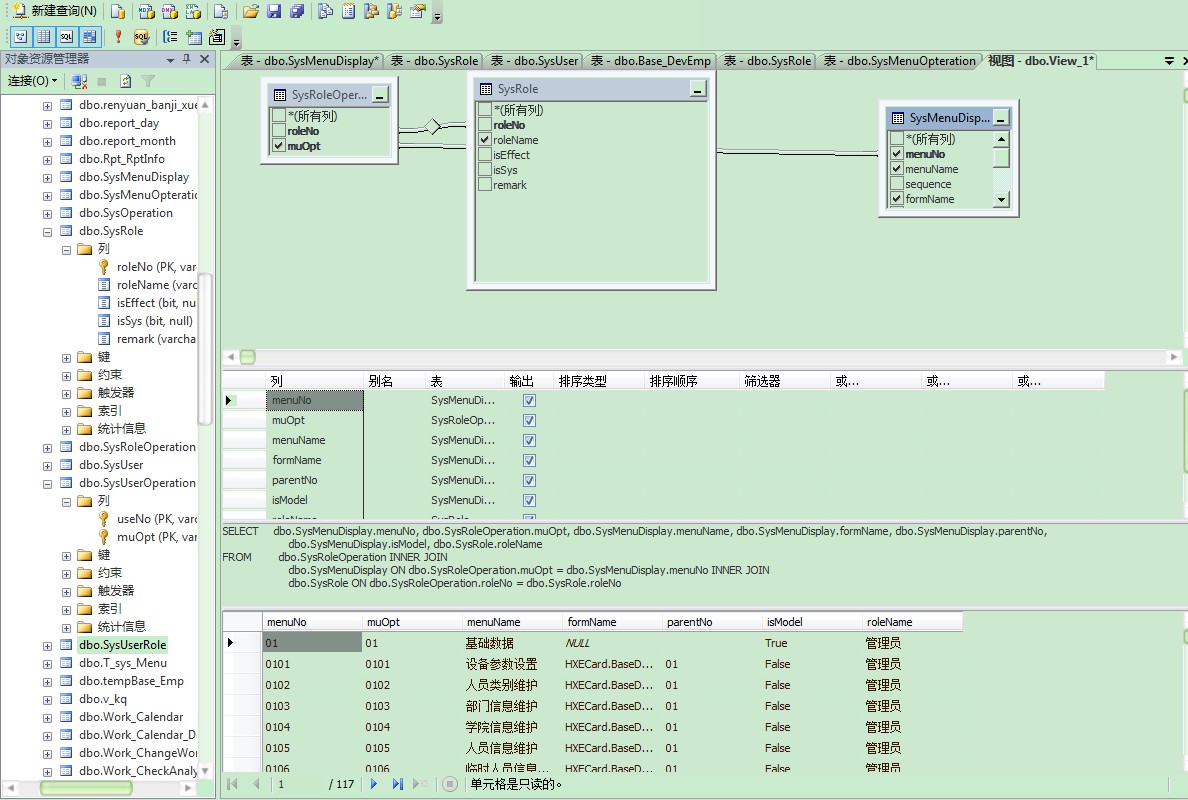 新建查询(N)
对象资源管理器
连接(O)
dbo.renyuan_banji_xue
dbo.report_day
dbo.report_month
dbo.Rpt_RptInfo
dbo.SysMenuDisplay
dbo.SysMenuOpteratic
dbo.SysOperation
dbo.SysRole
列
roleNo (PK, var
roleName (varc
isEffect (bit, nu
isSys (bit, null)
remark (varcha
键
约束
触发器
索引
统计信息
dbo.SysRoleOperation
dbo.SysUser
dbo.SysUserOperation
列
useNo (PK, varc
muOpt (PK, var
键
约束
触发器
索引
统计信息
dbo.SysUserRole
dbo.T_sys_Menu
dbo.tempBase_Emp
dbo.v_kq
dbo.Work_Calendar
dbo.Work_Calendar_D
dbo.Work_ChangeWor
dbo.Work_CheckAnaly
表 - dbo.SysMenuDisplay* 表 - dbo.SysRole 表 - dbo.SysUser 表 - dbo.Base_DevEmp 表 - dbo.SysRole 表 - dbo.SysMenuOpteration 视图 - dbo.View_1*
SysRoleOper...
*(所有列)
roleNo
muOpt
SysRole
*(所有列)
roleNo
roleName
isEffect
isSys
remark
SysMenuDisp...
*(所有列)
menuNo
menuName
sequence
formName
列 别名 表 输出 排序类型 排序顺序 筛选器 或... 或... 或...
menuNo SysMenuDi...
muOpt SysRoleOp...
menuName SysMenuDi...
formName SysMenuDi...
parentNo SysMenuDi...
isModel SysMenuDi...
roleName SysRole
SELECT dbo.SysMenuDisplay.menuNo, dbo.SysRoleOperation.muOpt, dbo.SysMenuDisplay.menuName, dbo.SysMenuDisplay.formName, dbo.SysMenuDisplay.parentNo,
dbo.SysMenuDisplay.isModel, dbo.SysRole.roleName
FROM dbo.SysRoleOperation INNER JOIN
dbo.SysMenuDisplay ON dbo.SysRoleOperation.muOpt = dbo.SysMenuDisplay.menuNo INNER JOIN
dbo.SysRole ON dbo.SysRoleOperation.roleNo = dbo.SysRole.roleNo
menuNo muOpt menuName formName parentNo isModel roleName
01 01 基础数据 NULL True 管理员
0101 0101 设备参数设置 HXECard.BaseD... 01 False 管理员
0102 0102 人员类别维护 HXECard.BaseD... 01 False 管理员
0103 0103 部门信息维护 HXECard.BaseD... 01 False 管理员
0104 0104 学院信息维护 HXECard.BaseD... 01 False 管理员
0105 0105 人员信息维护 HXECard.BaseD... 01 False 管理员
0106 0106 临时人员信息... HXECard.BaseD... 01 False 管理员
1 / 117 单元格是只读的。